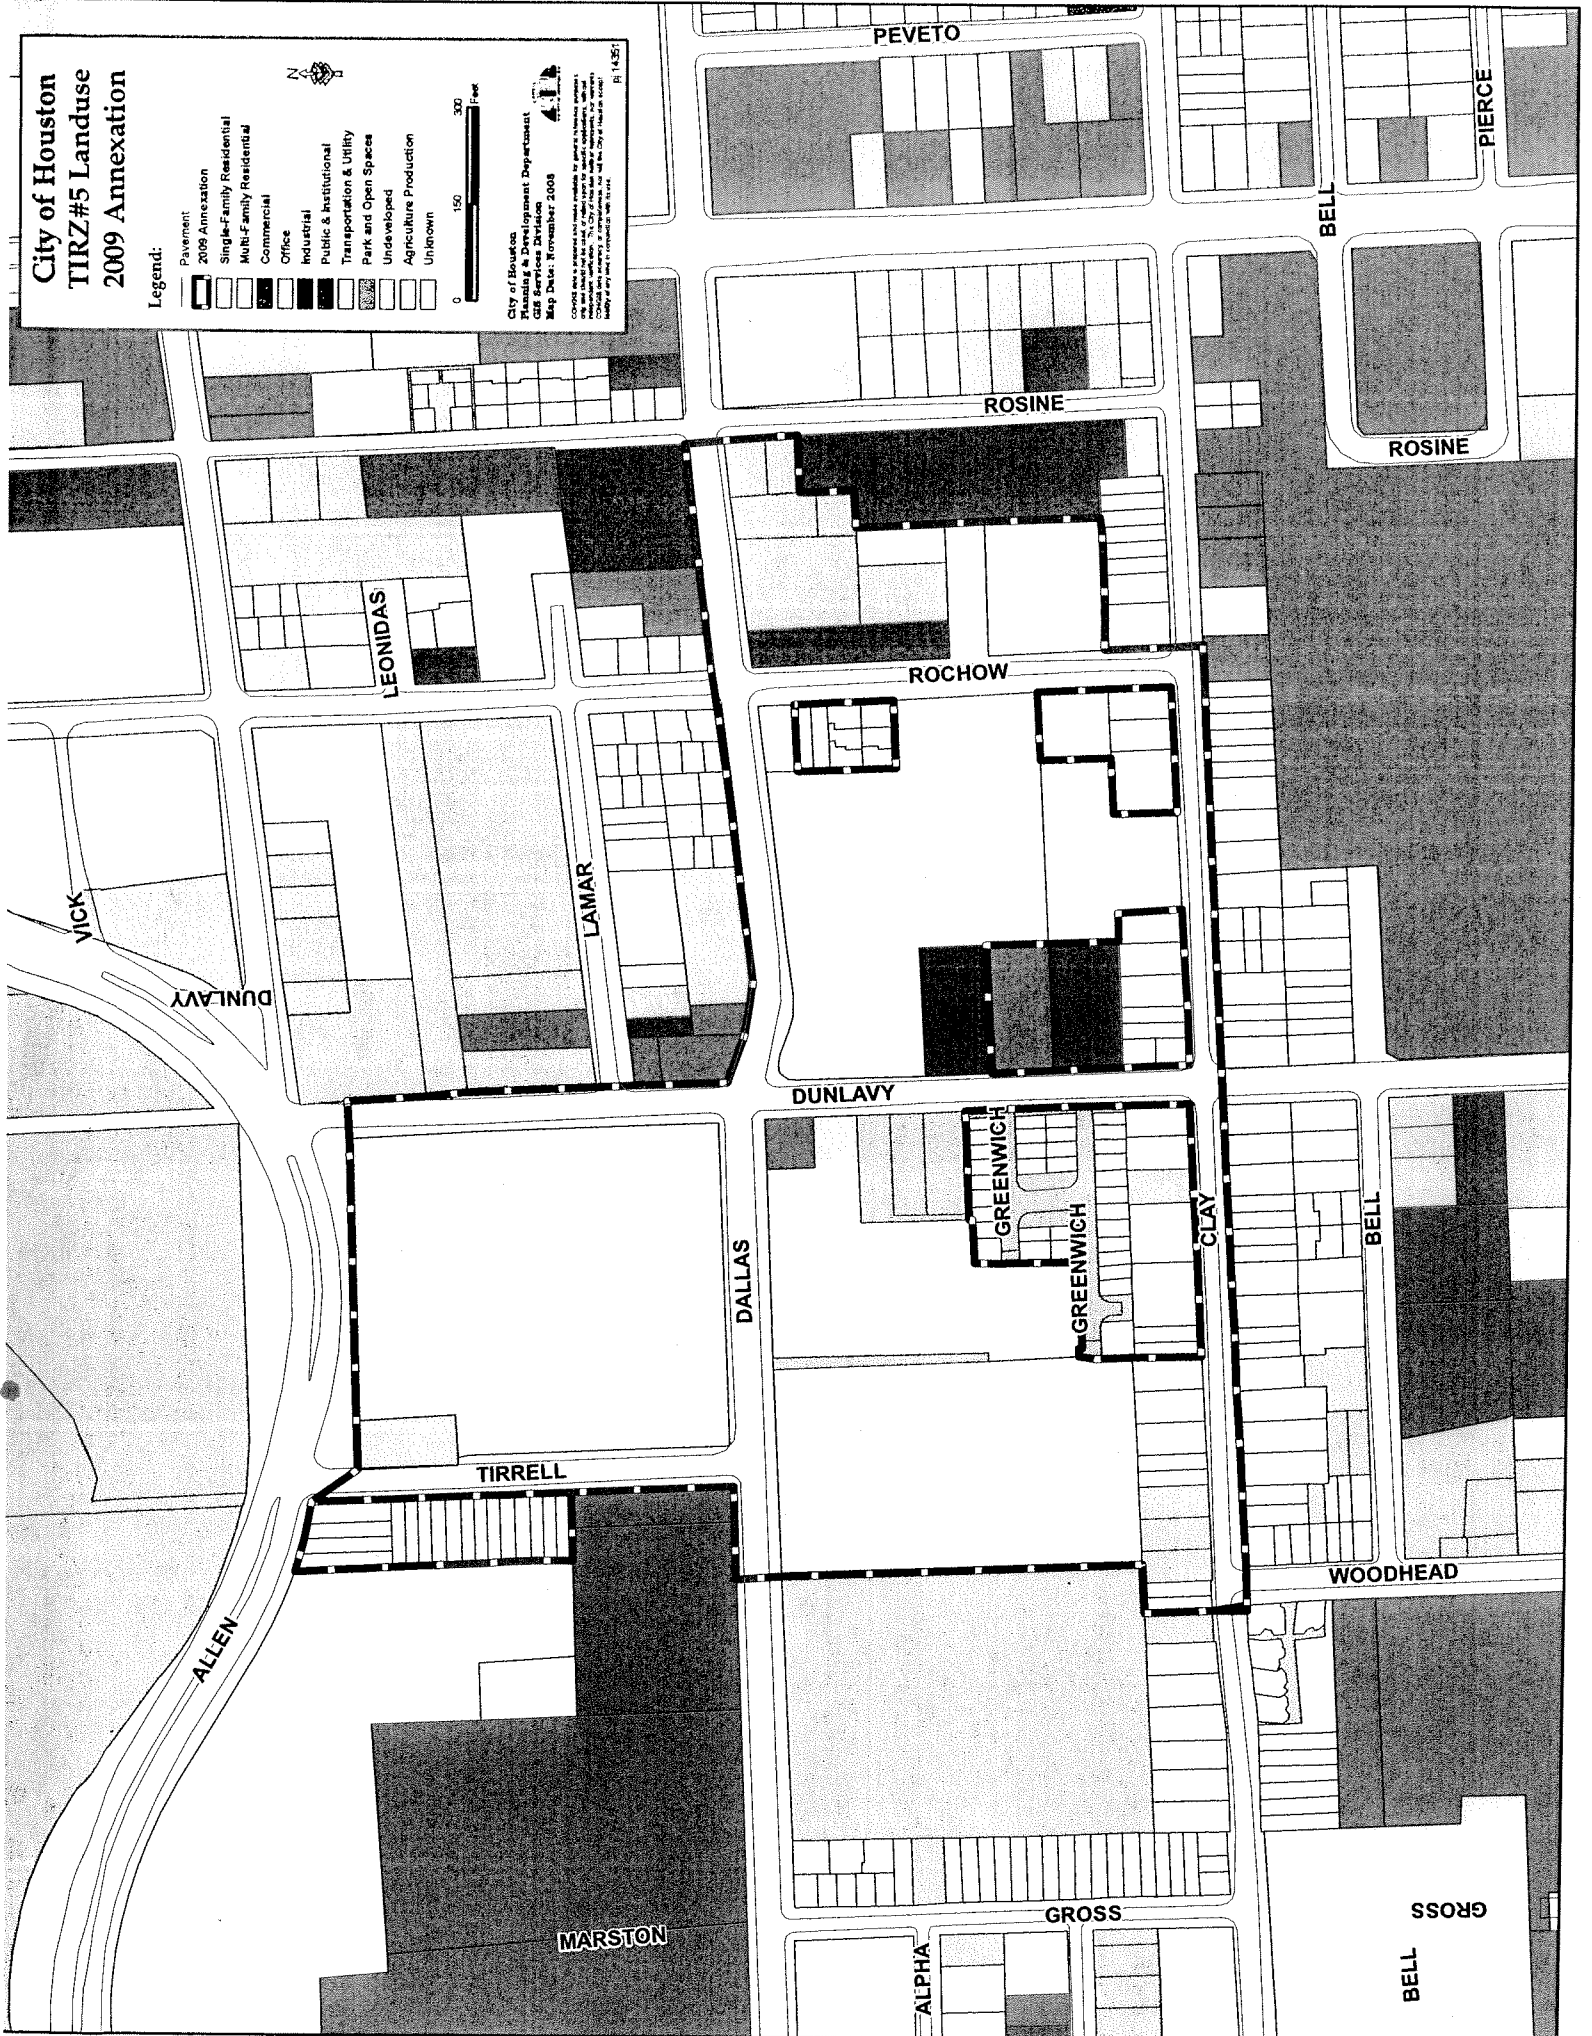 City of Houston
TIRZ#5 Landuse
2009 Annexation
Legend:
Pavement
2009 Annexation
Single-Family Residential
Multi-Family Residential
Commercial
Office
Industrial
Public & Institutional
Transportation & Utility
Park and Open Spaces
Undeveloped
Agriculture Production
Unknown
N
0 150 300
Feet
City of Houston
Planning & Development Department
GIS Services Division
Map Date: November 2008
pj14351
PEVETO
PIERCE
BELL
ROSINE
ROSINE
LEONIDAS
ROCHOW
VICK
LAMAR
DUNLAVY
DUNLAVY
GREENWICH
GREENWICH
CLAY
BELL
DALLAS
TIRRELL
WOODHEAD
ALLEN
MARSTON
GROSS
GROSS
ALPHA
BELL